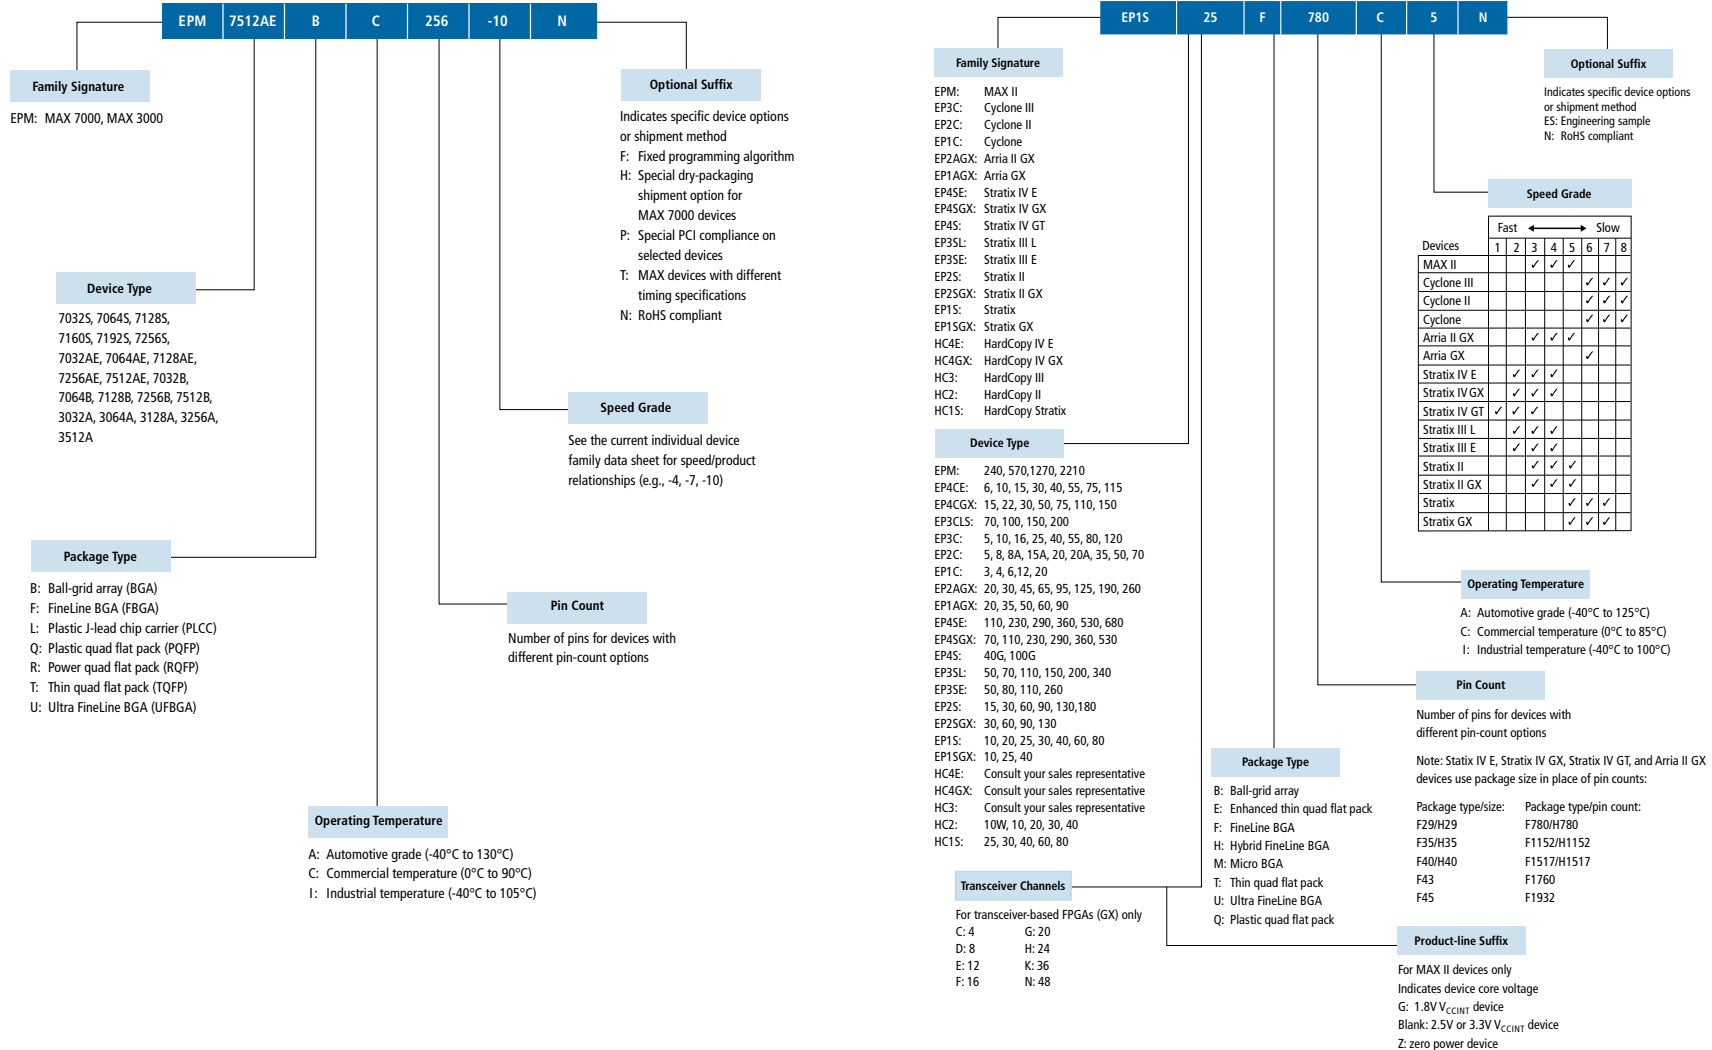 EPM 7512AE B C 256 -10 N
Family Signature
EPM: MAX 7000, MAX 3000
Optional Suffix
Indicates specific device options
or shipment method
F: Fixed programming algorithm
H: Special dry-packaging
shipment option for
MAX 7000 devices
P: Special PCI compliance on
selected devices
T: MAX devices with different
timing specifications
N: RoHS compliant
Device Type
7032S, 7064S, 7128S,
7160S, 7192S, 7256S,
7032AE, 7064AE, 7128AE,
7256AE, 7512AE, 7032B,
7064B, 7128B, 7256B, 7512B,
3032A, 3064A, 3128A, 3256A,
3512A
Speed Grade
See the current individual device
family data sheet for speed/product
relationships (e.g., -4, -7, -10)
Package Type
B: Ball-grid array (BGA)
F: FineLine BGA (FBGA)
L: Plastic J-lead chip carrier (PLCC)
Q: Plastic quad flat pack (PQFP)
R: Power quad flat pack (RQFP)
T: Thin quad flat pack (TQFP)
U: Ultra FineLine BGA (UFBGA)
Pin Count
Number of pins for devices with
different pin-count options
Operating Temperature
A: Automotive grade (-40°C to 130°C)
C: Commercial temperature (0°C to 90°C)
I: Industrial temperature (-40°C to 105°C)
EP1S 25 F 780 C 5 N
Family Signature
EPM: MAX II
EP3C: Cyclone III
EP2C: Cyclone II
EP1C: Cyclone
EP2AGX: Arria II GX
EP1AGX: Arria GX
EP4SE: Stratix IV E
EP4SGX: Stratix IV GX
EP4S: Stratix IV GT
EP3SL: Stratix III L
EP3SE: Stratix III E
EP2S: Stratix II
EP2SGX: Stratix II GX
EP1S: Stratix
EP1SGX: Stratix GX
HC4E: HardCopy IV E
HC4GX: HardCopy IV GX
HC3: HardCopy III
HC2: HardCopy II
HC1S: HardCopy Stratix
Device Type
EPM: 240, 570,1270, 2210
EP4CE: 6, 10, 15, 30, 40, 55, 75, 115
EP4CGX: 15, 22, 30, 50, 75, 110, 150
EP3CLS: 70, 100, 150, 200
EP3C: 5, 10, 16, 25, 40, 55, 80, 120
EP2C: 5, 8, 8A, 15A, 20, 20A, 35, 50, 70
EP1C: 3, 4, 6,12, 20
EP2AGX: 20, 30, 45, 65, 95, 125, 190, 260
EP1AGX: 20, 35, 50, 60, 90
EP4SE: 110, 230, 290, 360, 530, 680
EP4SGX: 70, 110, 230, 290, 360, 530
EP4S: 40G, 100G
EP3SL: 50, 70, 110, 150, 200, 340
EP3SE: 50, 80, 110, 260
EP2S: 15, 30, 60, 90, 130,180
EP2SGX: 30, 60, 90, 130
EP1S: 10, 20, 25, 30, 40, 60, 80
EP1SGX: 10, 25, 40
HC4E: Consult your sales representative
HC4GX: Consult your sales representative
HC3: Consult your sales representative
HC2: 10W, 10, 20, 30, 40
HC1S: 25, 30, 40, 60, 80
Transceiver Channels
For transceiver-based FPGAs (GX) only
C: 4 G: 20
D: 8 H: 24
E: 12 K: 36
F: 16 N: 48
Optional Suffix
Indicates specific device options
or shipment method
ES: Engineering sample
N: RoHS compliant
Speed Grade
Fast Slow
Devices 1 2 3 4 5 6 7 8
MAX II ✓ ✓ ✓
Cyclone III ✓ ✓ ✓
Cyclone II ✓ ✓ ✓
Cyclone ✓ ✓ ✓
Arria II GX ✓ ✓ ✓
Arria GX ✓
Stratix IV E ✓ ✓ ✓
Stratix IV GX ✓ ✓ ✓
Stratix IV GT ✓ ✓ ✓
Stratix III L ✓ ✓ ✓
Stratix III E ✓ ✓ ✓
Stratix II ✓ ✓ ✓
Stratix II GX ✓ ✓ ✓
Stratix ✓ ✓ ✓
Stratix GX ✓ ✓ ✓
Operating Temperature
A: Automotive grade (-40°C to 125°C)
C: Commercial temperature (0°C to 85°C)
I: Industrial temperature (-40°C to 100°C)
Pin Count
Number of pins for devices with
different pin-count options
Note: Statix IV E, Stratix IV GX, Stratix IV GT, and Arria II GX
devices use package size in place of pin counts:
Package type/size: Package type/pin count:
F29/H29 F780/H780
F35/H35 F1152/H1152
F40/H40 F1517/H1517
F43 F1760
F45 F1932
Package Type
B: Ball-grid array
E: Enhanced thin quad flat pack
F: FineLine BGA
H: Hybrid FineLine BGA
M: Micro BGA
T: Thin quad flat pack
U: Ultra FineLine BGA
Q: Plastic quad flat pack
Product-line Suffix
For MAX II devices only
Indicates device core voltage
G: 1.8V VCCINT device
Blank: 2.5V or 3.3V VCCINT device
Z: zero power device